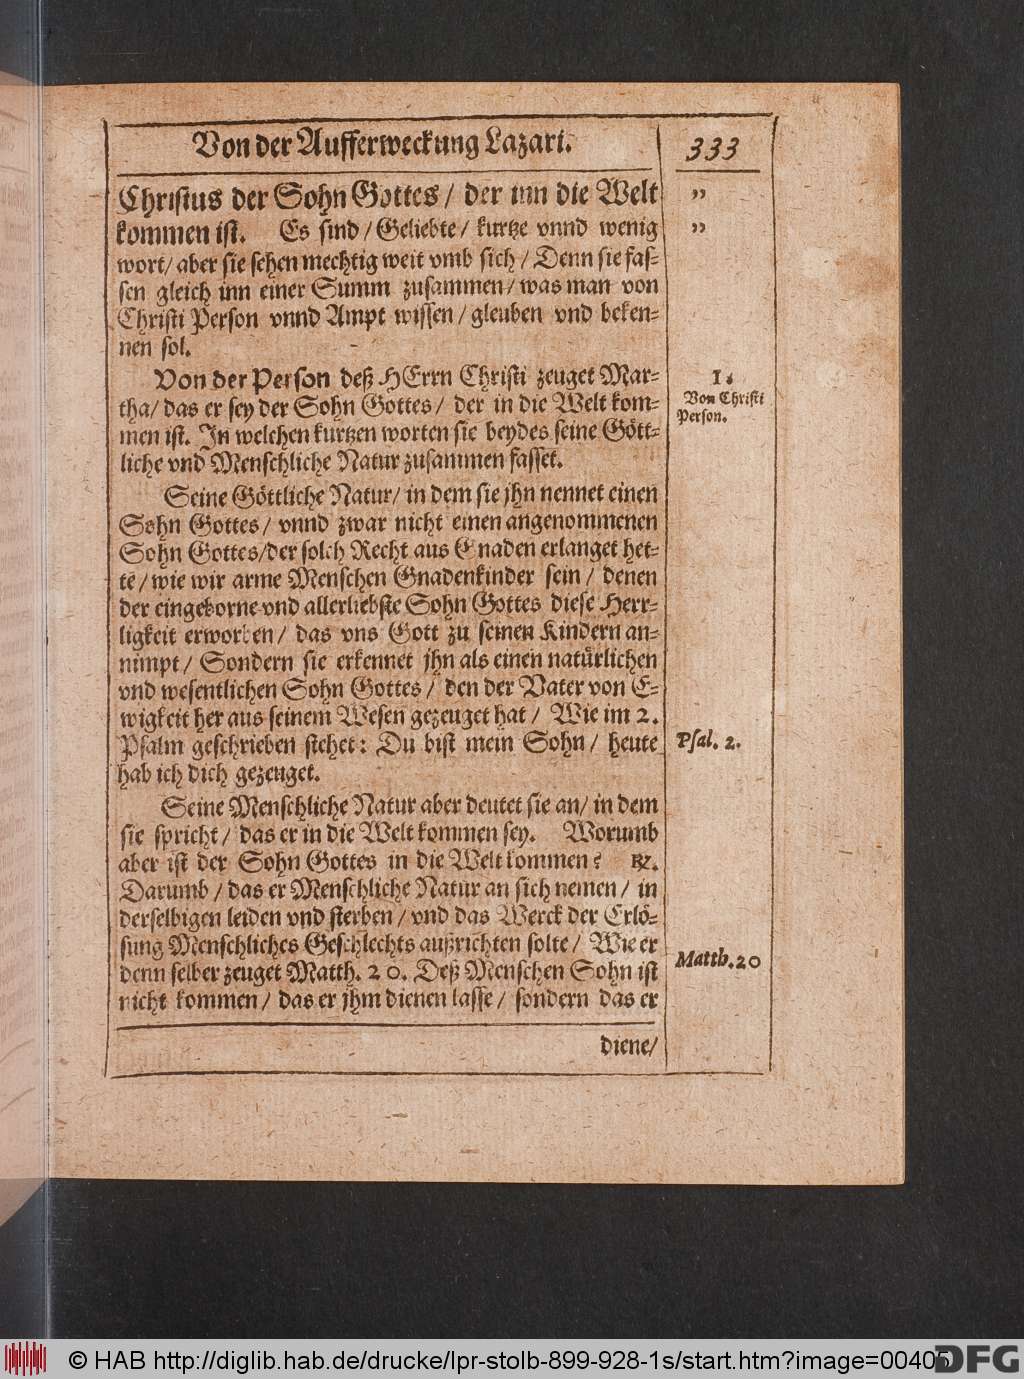 Von der Aufferweckung Lazari.
333
Christus der Sohn Gottes / der inn die Welt
"
kommen ist. Es sind / Geliebte / kurtze vnnd wenig
"
wort / aber sie sehen mechtig weit vmb sich / Denn sie fas-
sen gleich inn einer Summ zusammen / was man von
Christi Person vnnd Ampt wissen / gleuben vnd beken-
nen sol.
Von der Person deß HErrn Christi zeuget Mar-
1.
Von Christi
Person.
tha / das er sey der Sohn Gottes / der in die Welt kom-
men ist. In welchen kurtzen worten sie beydes seine Gött-
liche vnd Menschliche Natur zusammen fasset.
Seine Göttliche Natur / in dem sie jhn nennet einen
Sohn Gottes / vnnd zwar nicht einen angenommenen
Sohn Gottes / der solch Recht aus Gnaden erlanget het-
te / wie wir arme Menschen Gnadenkinder sein / denen
der eingeborne vnd allerliebste Sohn Gottes diese Herr-
ligkeit erworben / das vns Gott zu seinen Kindern an-
nimpt / Sondern sie erkennet jhn als einen natürlichen
vnd wesentlichen Sohn Gottes / den der Vater von E-
wigkeit her aus seinem Wesen gezeuget hat / Wie im 2.
Psalm geschrieben stehet: Du bist mein Sohn / heute
Psal. 2.
hab ich dich gezeuget.
Seine Menschliche Natur aber deutet sie an / in dem
sie spricht / das er in die Welt kommen sey. Worumb
aber ist der Sohn Gottes in die Welt kommen? ℞.
Darumb / das er Menschliche Natur an sich nemen / in
derselbigen leiden vnd sterben / vnd das Werck der Erlö-
sung Menschliches Geschlechts außrichten solte / Wie er
Matth. 20
denn selber zeuget Matth. 20. Deß Menschen Sohn ist
nicht kommen / das er jhm dienen lasse / sondern das er
diene /
© HAB http://diglib.hab.de/drucke/lpr-stolb-899-928-1s/start.htm?image=00405
DFG